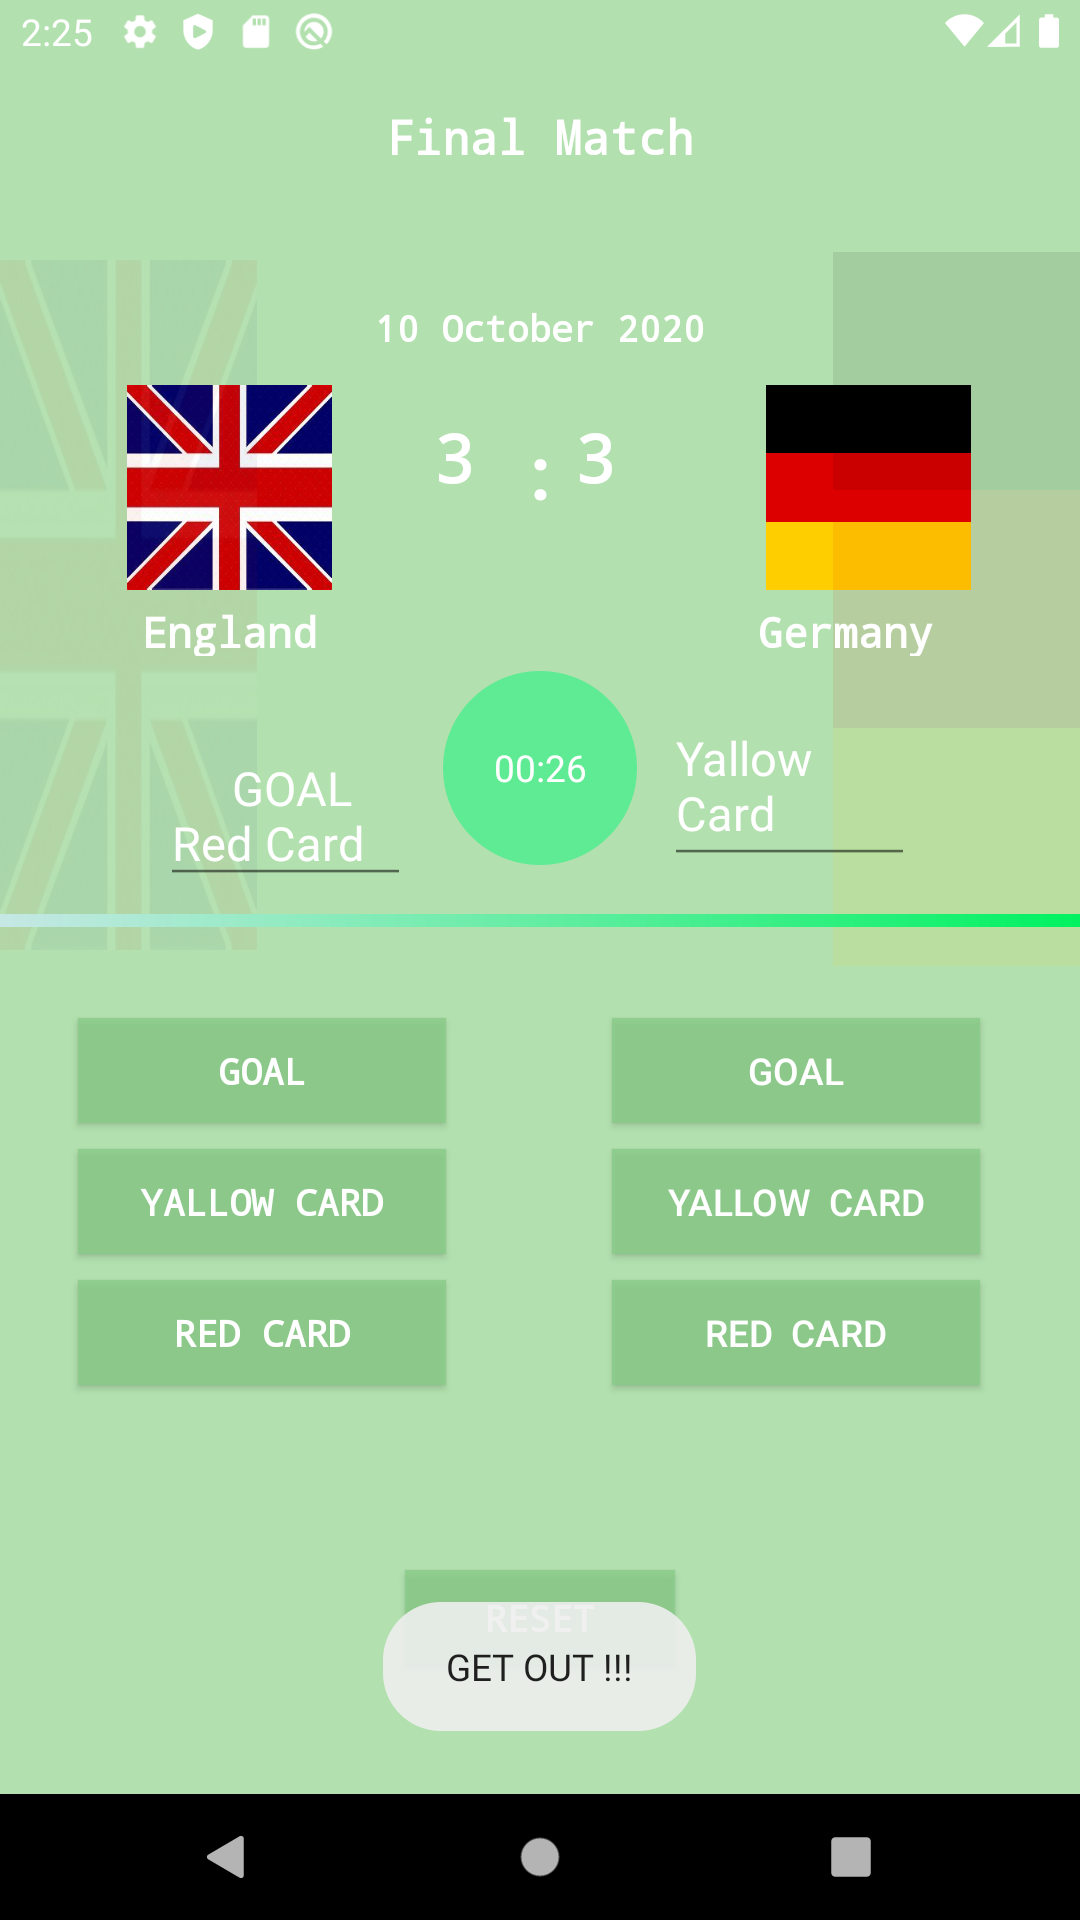 2:25
Final Match
10 October 2020
3 : 3
England
Germany
00:26
GOAL
Red Card
Yallow
Card
GOAL
GOAL
YALLOW CARD
YALLOW CARD
RED CARD
RED CARD
RESET
GET OUT !!!